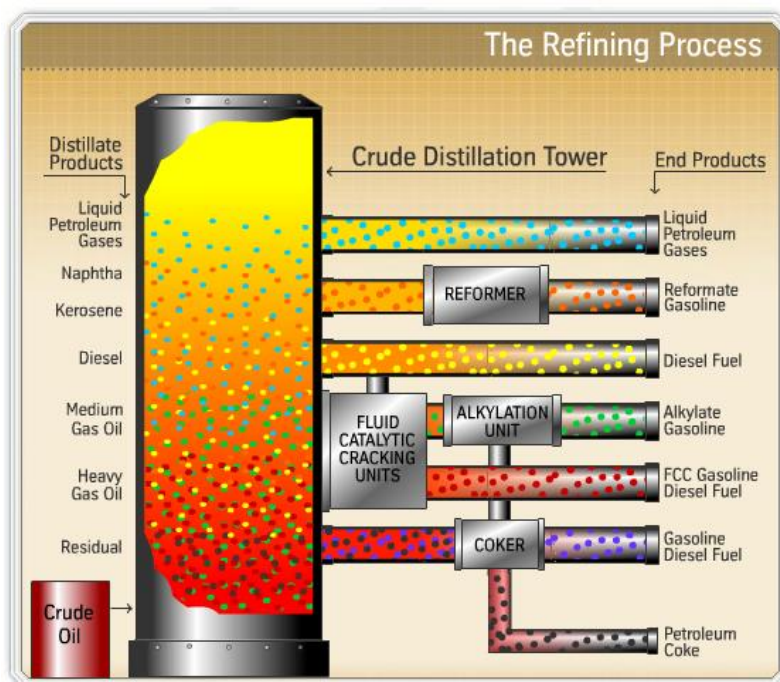 The Refining Process
Distillate
Products
Crude Distillation Tower
End Products
Liquid
Petroleum
Gases
Naphtha
Kerosene
Diesel
Medium
Gas Oil
Heavy
Gas Oil
Residual
Crude
Oil
REFORMER
FLUID
CATALYTIC
CRACKING
UNITS
ALKYLATION
UNIT
COKER
Liquid
Petroleum
Gases
Reformate
Gasoline
Diesel Fuel
Alkylate
Gasoline
FCC Gasoline
Diesel Fuel
Gasoline
Diesel Fuel
Petroleum
Coke